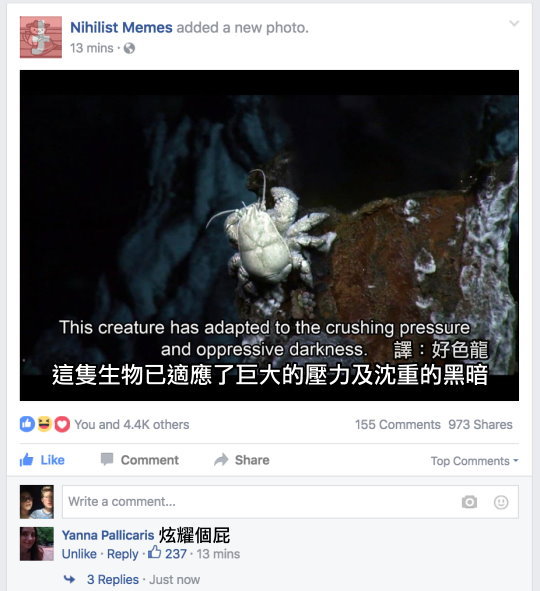 Nihilist Memes added a new photo.
13 mins ·
This creature has adapted to the crushing pressure
and oppressive darkness. 譯：好色龍
這隻生物已適應了巨大的壓力及沈重的黑暗
You and 4.4K others 155 Comments 973 Shares
Like Comment Share Top Comments
Write a comment...
Yanna Pallicaris 炫耀個屁
Unlike · Reply · 237 · 13 mins
3 Replies · Just now